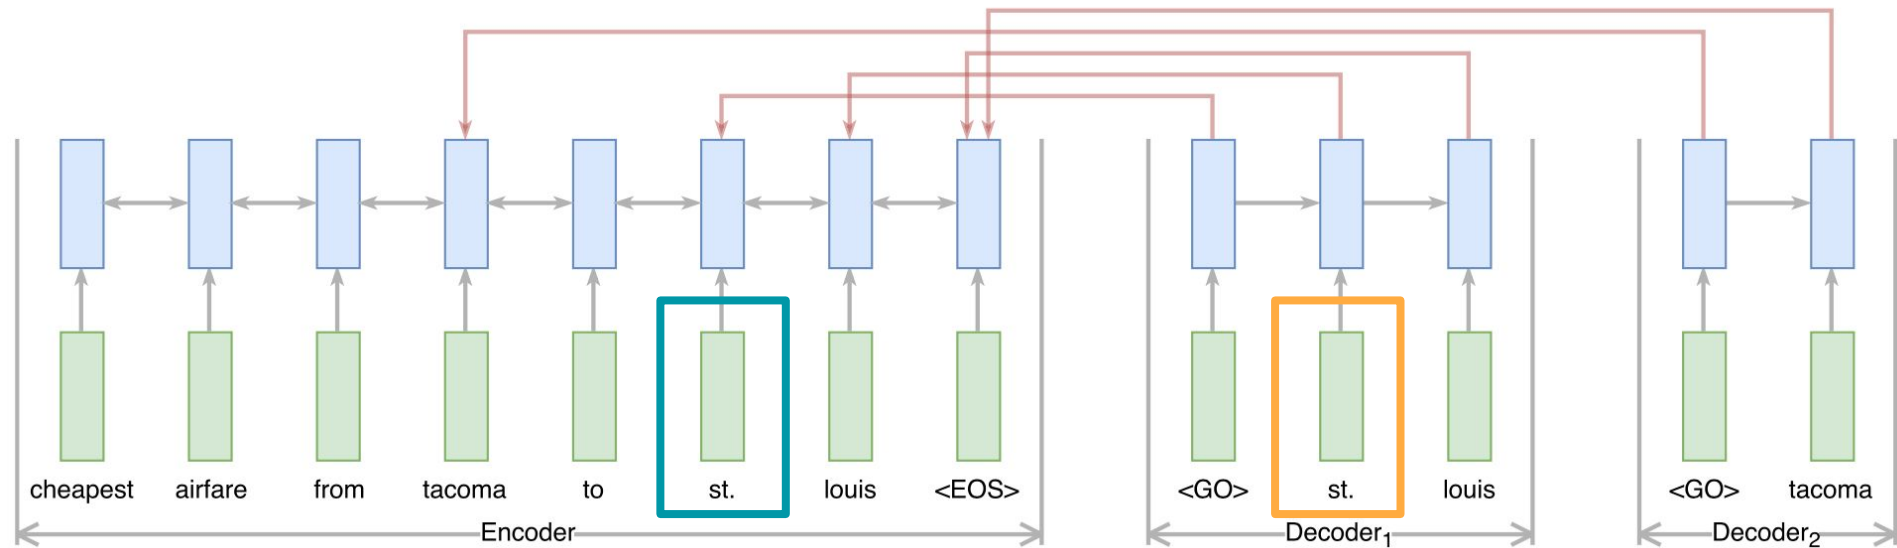 cheapest airfare from tacoma to st. louis <EOS> <GO> st. louis <GO> tacoma
Encoder Decoder1 Decoder2